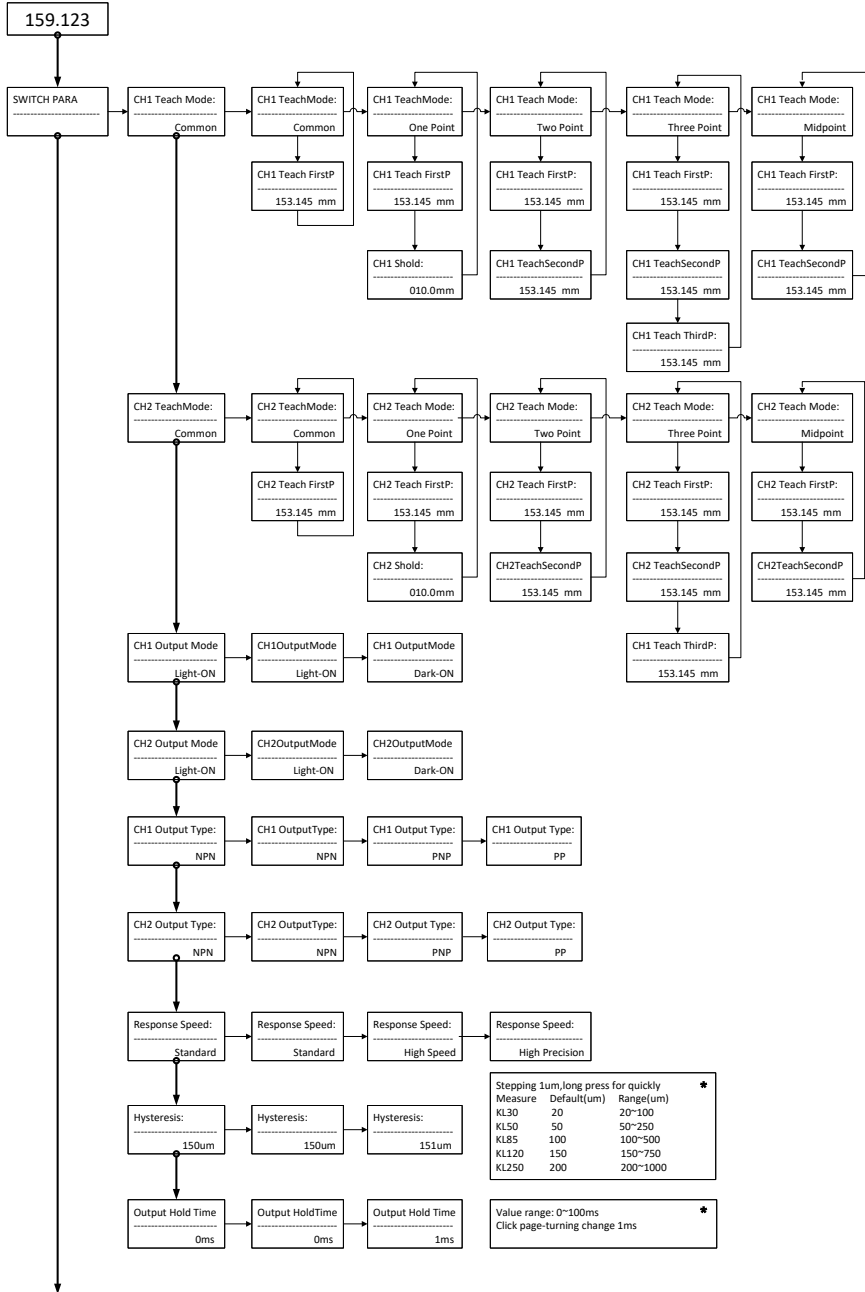 159.123
SWITCH PARA
CH1 Teach Mode:
Common
CH1 TeachMode:
Common
CH1 TeachMode:
One Point
CH1 Teach Mode:
Two Point
CH1 Teach Mode:
Three Point
CH1 Teach Mode:
Midpoint
CH1 Teach FirstP
153.145 mm
CH1 Teach FirstP
153.145 mm
CH1 Teach FirstP:
153.145 mm
CH1 Teach FirstP:
153.145 mm
CH1 Teach FirstP:
153.145 mm
CH1 Shold:
010.0mm
CH1 TeachSecondP
153.145 mm
CH1 TeachSecondP
153.145 mm
CH1 TeachSecondP
153.145 mm
CH1 Teach ThirdP:
153.145 mm
CH2 TeachMode:
Common
CH2 TeachMode:
Common
CH2 Teach Mode:
One Point
CH2 Teach Mode:
Two Point
CH2 Teach Mode:
Three Point
CH2 Teach Mode:
Midpoint
CH2 Teach FirstP
153.145 mm
CH2 Teach FirstP:
153.145 mm
CH2 Teach FirstP:
153.145 mm
CH2 Teach FirstP:
153.145 mm
CH2 Teach FirstP:
153.145 mm
CH2 Shold:
010.0mm
CH2TeachSecondP
153.145 mm
CH2 TeachSecondP
153.145 mm
CH2TeachSecondP
153.145 mm
CH1 Teach ThirdP:
153.145 mm
CH1 Output Mode
Light-ON
CH1OutputMode
Light-ON
CH1 OutputMode
Dark-ON
CH2 Output Mode
Light-ON
CH2OutputMode
Light-ON
CH2OutputMode
Dark-ON
CH1 Output Type:
NPN
CH1 OutputType:
NPN
CH1 Output Type:
PNP
CH1 Output Type:
PP
CH2 Output Type:
NPN
CH2 OutputType:
NPN
CH2 Output Type:
PNP
CH2 Output Type:
PP
Response Speed:
Standard
Response Speed:
Standard
Response Speed:
High Speed
Response Speed:
High Precision
Hysteresis:
150um
Hysteresis:
150um
Hysteresis:
151um
Stepping 1um,long press for quickly *
Measure Default(um) Range(um)
KL30 20 20~100
KL50 50 50~250
KL85 100 100~500
KL120 150 150~750
KL250 200 200~1000
Output Hold Time
0ms
Output HoldTime
0ms
Output Hold Time
1ms
Value range: 0~100ms *
Click page-turning change 1ms